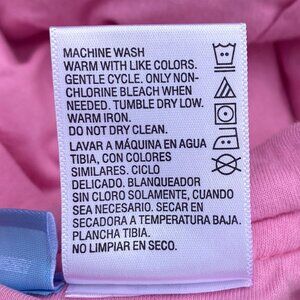 MACHINE WASH
WARM WITH LIKE COLORS.
GENTLE CYCLE. ONLY NON-
CHLORINE BLEACH WHEN
NEEDED. TUMBLE DRY LOW.
WARM IRON.
DO NOT DRY CLEAN.
LAVAR A MÁQUINA EN AGUA
TIBIA, CON COLORES
SIMILARES. CICLO
DELICADO. BLANQUEADOR
SIN CLORO SOLAMENTE, CUANDO
SEA NECESARIO. SECAR EN
SECADORA A TEMPERATURA BAJA.
PLANCHA TIBIA.
NO LIMPIAR EN SECO.